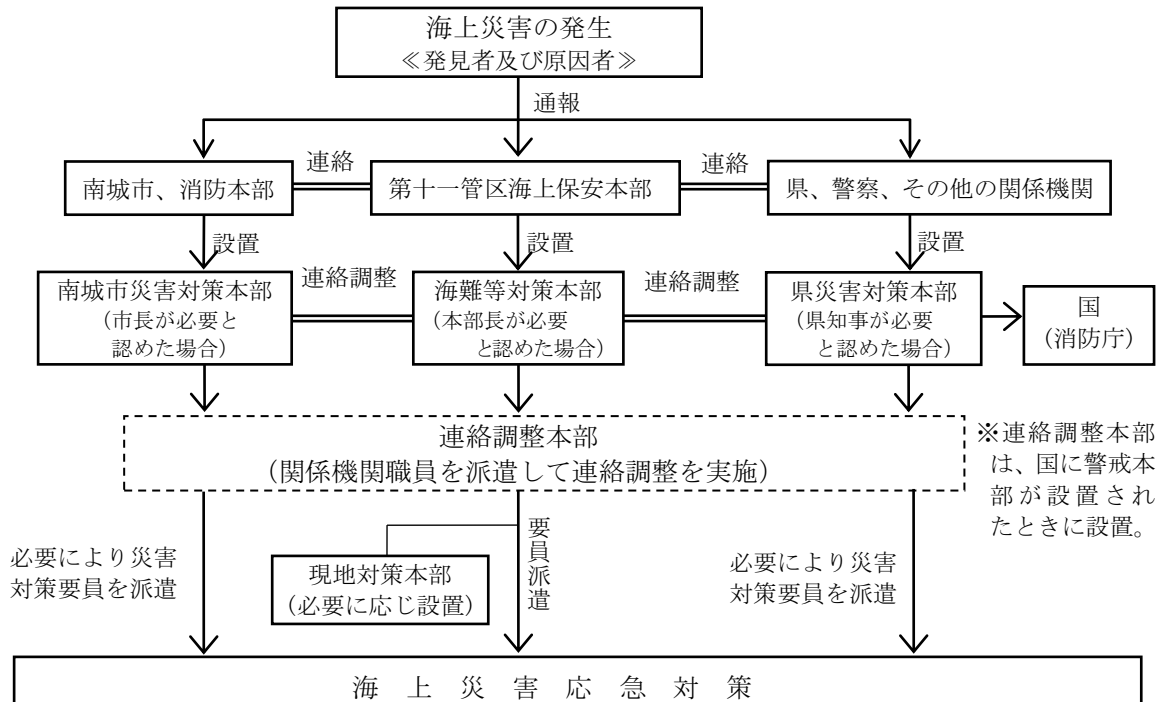 海上災害の発生
≪発見者及び原因者≫
通報
南城市、消防本部
連絡
第十一管区海上保安本部
連絡
県、警察、その他の関係機関
設置
設置
設置
南城市災害対策本部
(市長が必要と
認めた場合)
連絡調整
海難等対策本部
(本部長が必要
と認めた場合)
連絡調整
県災害対策本部
(県知事が必要
と認めた場合)
国
(消防庁)
連絡調整本部
(関係機関職員を派遣して連絡調整を実施)
※連絡調整本部
は、国に警戒本
部が設置され
たときに設置。
必要により災害
対策要員を派遣
現地対策本部
(必要に応じ設置)
要員派遣
必要により災害
対策要員を派遣
海上災害応急対策